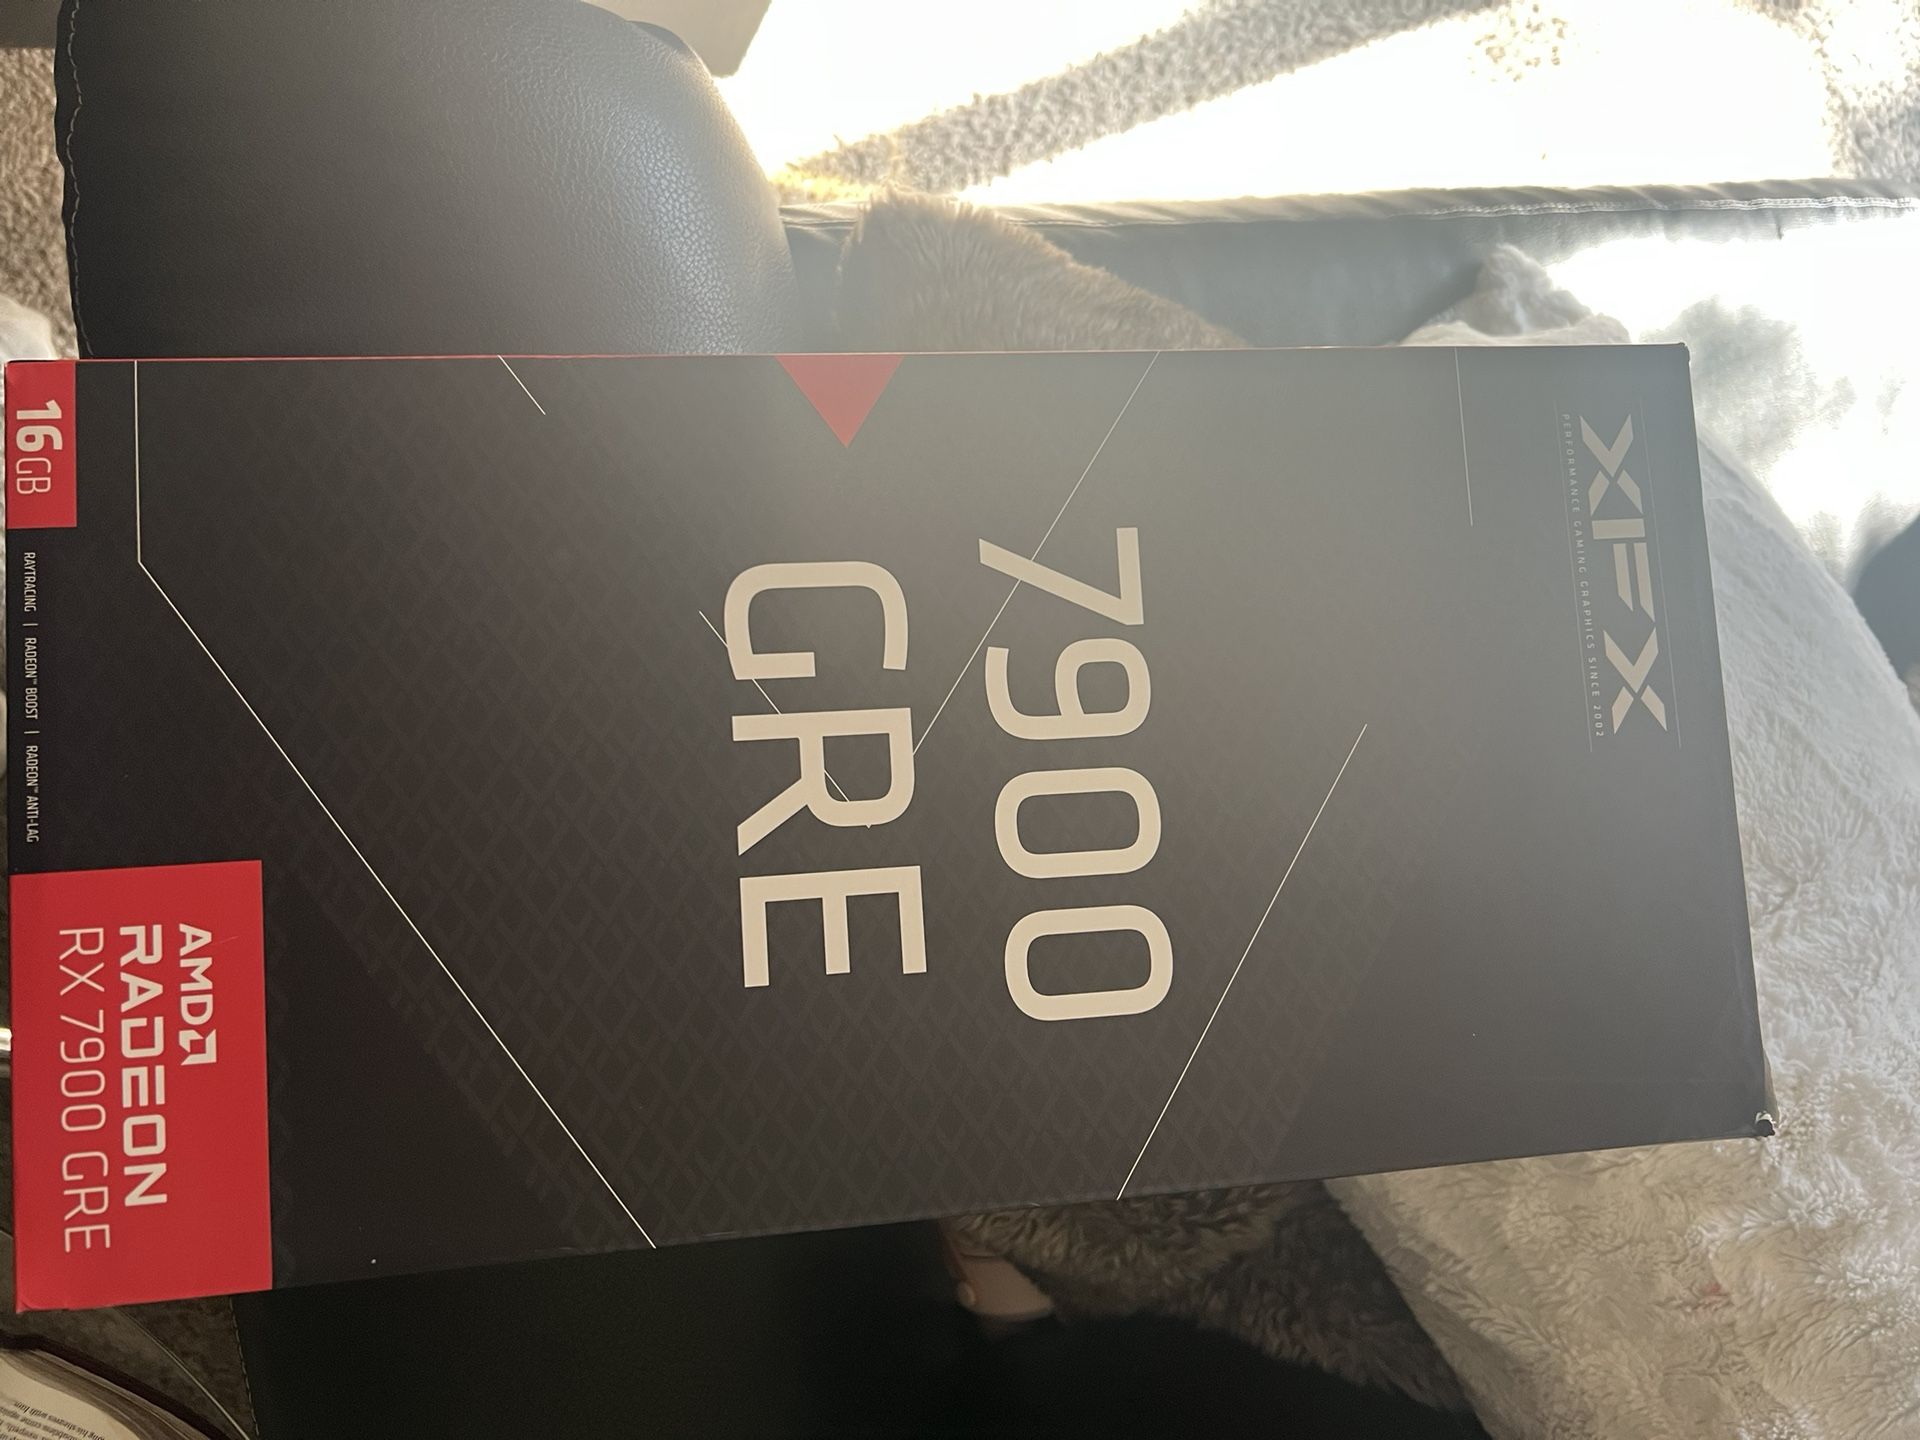 XFX
PERFORMANCE GAMING GRAPHICS SINCE 2002
7900
GRE
AMD
RADEON
RX 7900 GRE
16GB
RAYTRACING | RADEON™ BOOST | RADEON™ ANTI-LAG